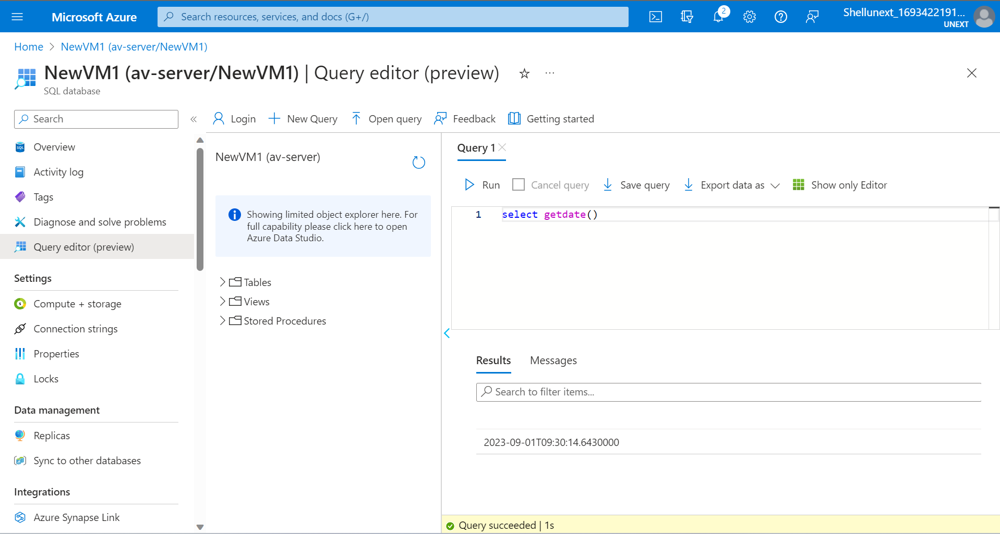 Microsoft Azure
Search resources, services, and docs (G+/)
2
Shellunext_1693422191...
UNEXT
Home > NewVM1 (av-server/NewVM1)
NewVM1 (av-server/NewVM1) | Query editor (preview)
SQL database
Search
Login
New Query
Open query
Feedback
Getting started
SQL
Overview
Activity log
Tags
Diagnose and solve problems
Query editor (preview)
Settings
Compute + storage
Connection strings
Properties
Locks
Data management
Replicas
Sync to other databases
Integrations
Azure Synapse Link
NewVM1 (av-server)
Showing limited object explorer here. For
full capability please click here to open
Azure Data Studio.
Tables
Views
Stored Procedures
Query 1
Run
Cancel query
Save query
Export data as
Show only Editor
1 select getdate()
Results
Messages
Search to filter items...
2023-09-01T09:30:14.6430000
Query succeeded | 1s